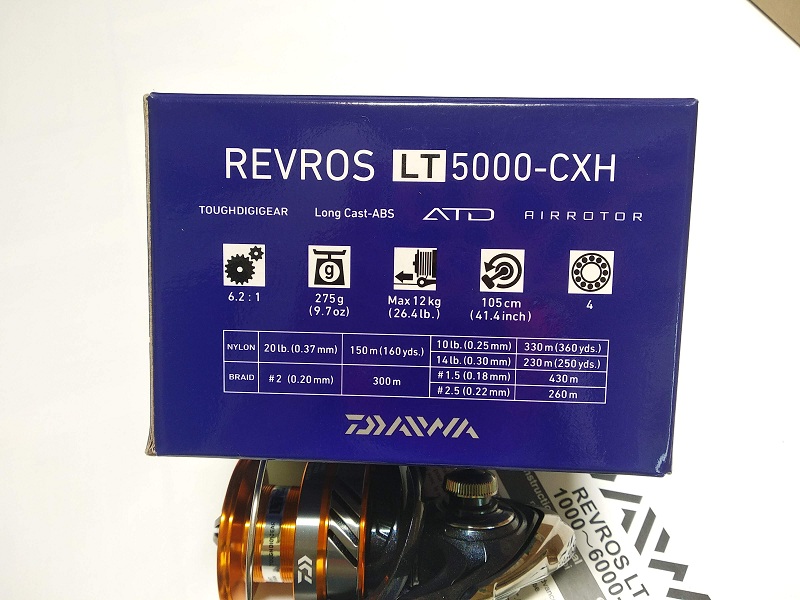 REVROS LT 5000-CXH
TOUGHDIGIGEAR Long Cast-ABS ATD AIRROTOR
g
6.2 : 1 275g Max 12kg 105cm 4
(9.7oz) (26.4lb.) (41.4inch)
NYLON 20lb.(0.37mm) 150m(160yds.) 10lb.(0.25mm) 330m(360yds.)
14lb.(0.30mm) 230m(250yds.)
BRAID #2 (0.20mm) 300m #1.5(0.18mm) 430m
#2.5(0.22mm) 260m
DAIWA
REVROS LT
1000~6000-